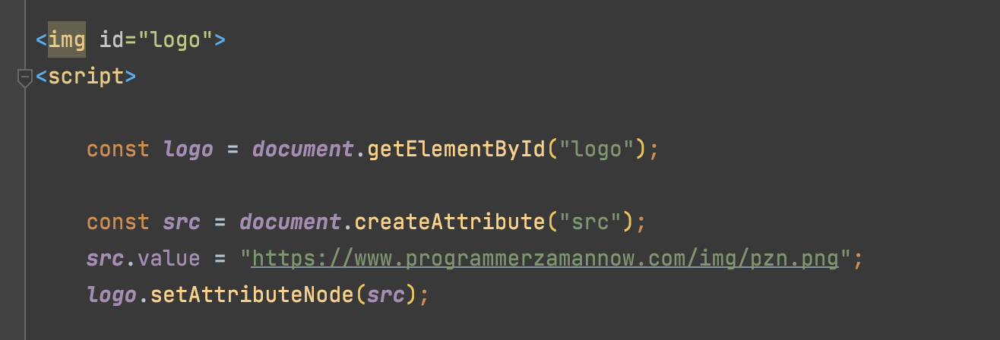 <img id="logo">
<script>
const logo = document.getElementById("logo");
const src = document.createAttribute("src");
src.value = "https://www.programmerzamannow.com/img/pzn.png";
logo.setAttributeNode(src);